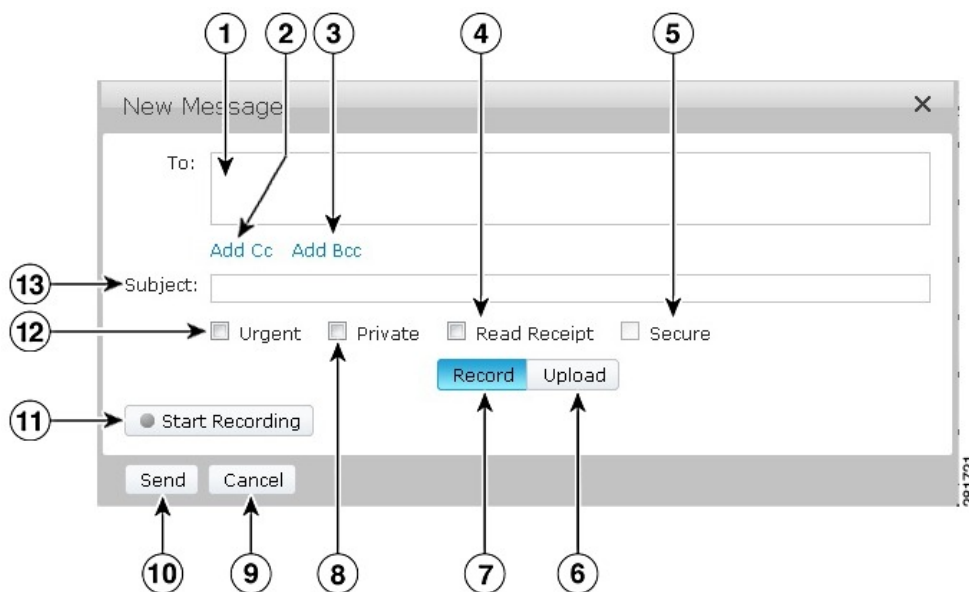 1 2 3 4 5
New Message ×
To:
Add Cc Add Bcc
13 Subject:
12 Urgent Private Read Receipt Secure
Record Upload
11 Start Recording
Send Cancel
281721
10 9 8 7 6